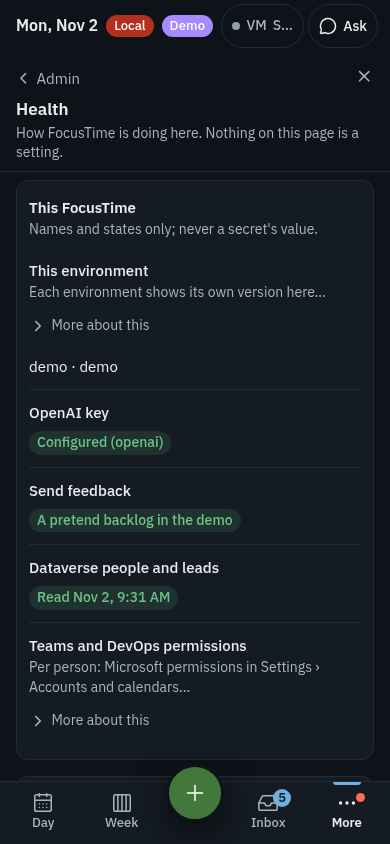 Mon, Nov 2 Local Demo VM S... Ask
Admin
Health
How FocusTime is doing here. Nothing on this page is a
setting.
This FocusTime
Names and states only; never a secret's value.
This environment
Each environment shows its own version here...
More about this
demo · demo
OpenAI key
Configured (openai)
Send feedback
A pretend backlog in the demo
Dataverse people and leads
Read Nov 2, 9:31 AM
Teams and DevOps permissions
Per person: Microsoft permissions in Settings ›
Accounts and calendars...
More about this
5
Day Week Inbox More